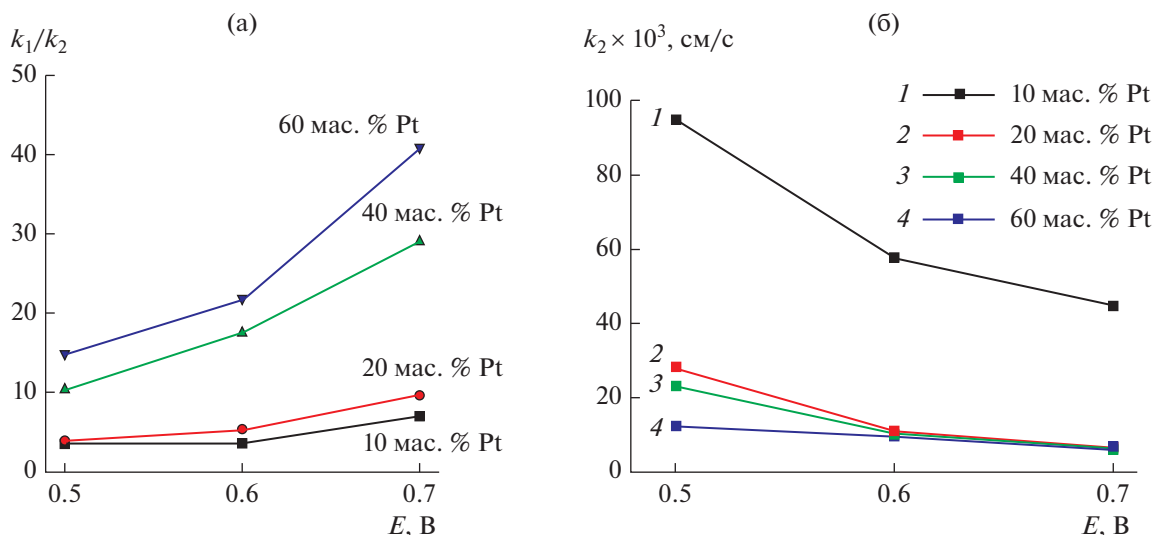 (а)
k₁/k₂
50
40
30
20
10
0
60 мас. % Pt
40 мас. % Pt
20 мас. % Pt
10 мас. % Pt
0.5 0.6 0.7
E, В
(б)
k₂ × 10³, см/с
100
80
60
40
20
0
1 10 мас. % Pt
2 20 мас. % Pt
3 40 мас. % Pt
4 60 мас. % Pt
1
2
3
4
0.5 0.6 0.7
E, В